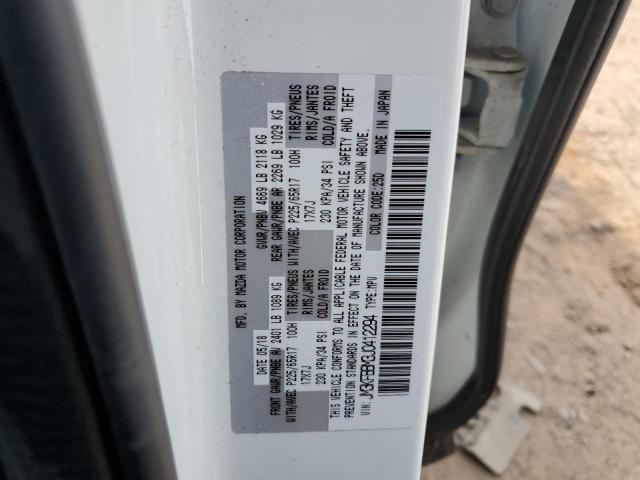 MFD. BY MAZDA MOTOR CORPORATION
DATE 05/18 GVWR/PNBV 4669 LB 2118 KG
FRONT GAWR/PNBE AV 2401 LB 1089 KG REAR GAWR/PNBE AR 2269 LB 1029 KG
WITH/AVEC P225/65R17 100H TIRES/PNEUS WITH/AVEC P225/65R17 100H TIRES/PNEUS
17X7J RIMS/JANTES 17X7J RIMS/JANTES
230 KPA/34 PSI COLD/A FROID 230 KPA/34 PSI COLD/A FROID
THIS VEHICLE CONFORMS TO ALL APPLICABLE FEDERAL MOTOR VEHICLE SAFETY AND THEFT
PREVENTION STANDARDS IN EFFECT ON THE DATE OF MANUFACTURE SHOWN ABOVE.
VIN: TYPE: MPV COLOR CODE: 25D MADE IN JAPAN